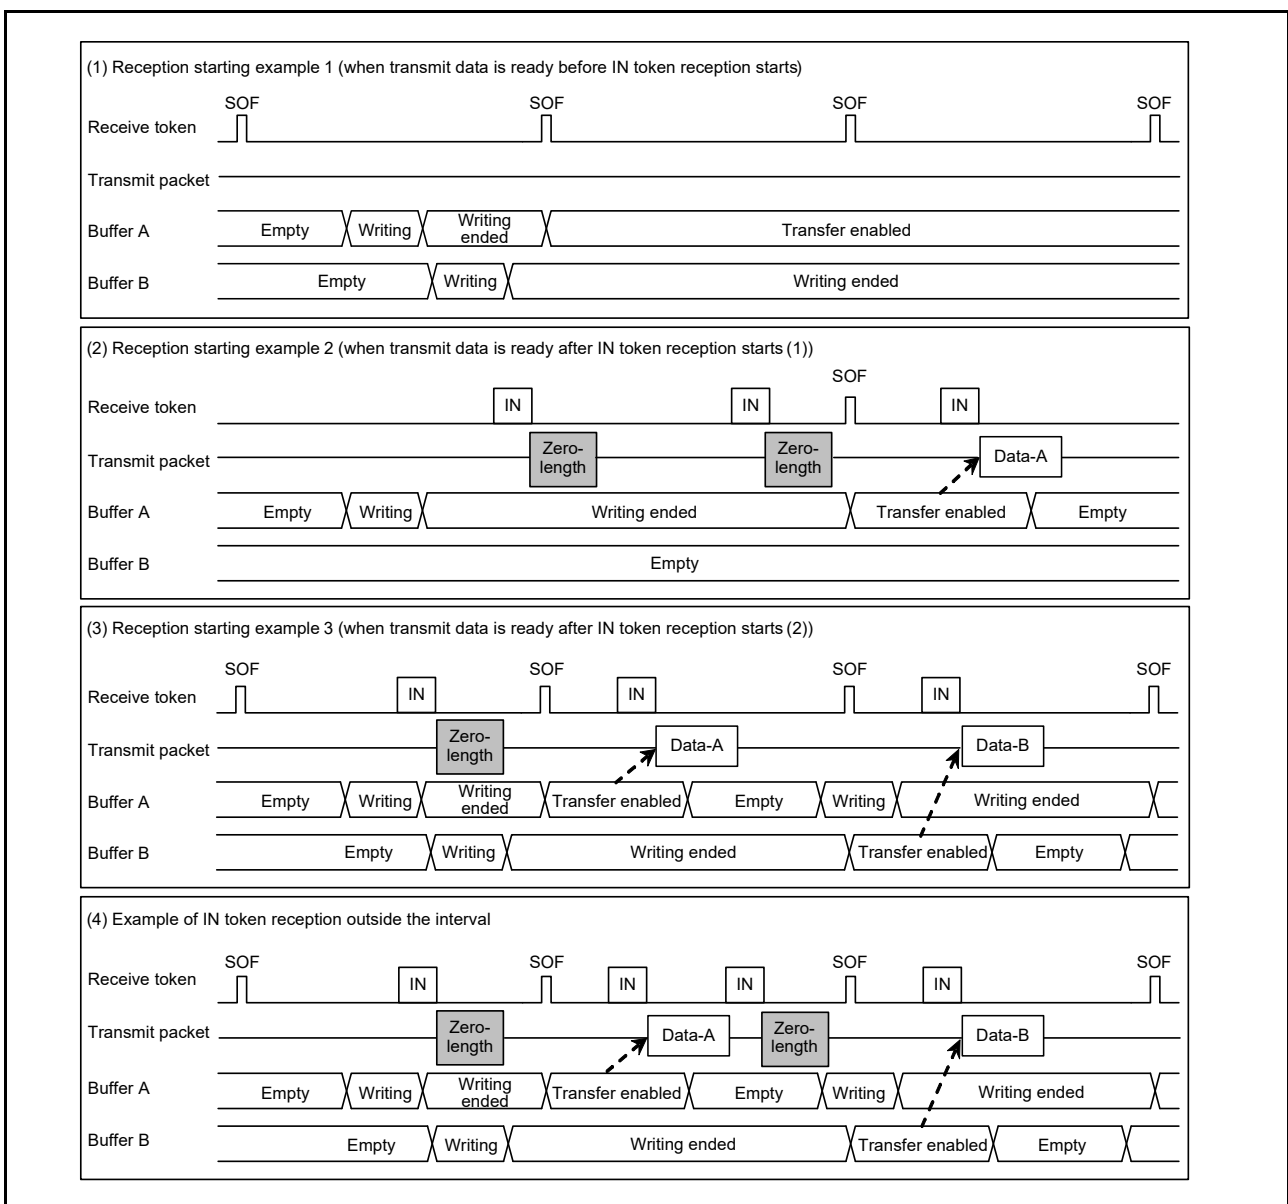 (1) Reception starting example 1 (when transmit data is ready before IN token reception starts)
SOF SOF SOF SOF
Receive token
Transmit packet
Buffer A Empty Writing Writing ended Transfer enabled
Buffer B Empty Writing Writing ended
(2) Reception starting example 2 (when transmit data is ready after IN token reception starts (1))
SOF
Receive token IN IN IN
Transmit packet Zero-length Zero-length Data-A
Buffer A Empty Writing Writing ended Transfer enabled Empty
Buffer B Empty
(3) Reception starting example 3 (when transmit data is ready after IN token reception starts (2))
SOF SOF SOF SOF
Receive token IN IN IN
Transmit packet Zero-length Data-A Data-B
Buffer A Empty Writing Writing ended Transfer enabled Empty Writing Writing ended
Buffer B Empty Writing Writing ended Transfer enabled Empty
(4) Example of IN token reception outside the interval
SOF SOF SOF SOF
Receive token IN IN IN IN
Transmit packet Zero-length Data-A Zero-length Data-B
Buffer A Empty Writing Writing ended Transfer enabled Empty Writing Writing ended
Buffer B Empty Writing Writing ended Transfer enabled Empty